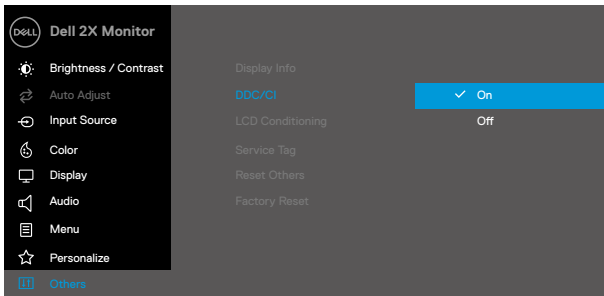 DELL Dell 2X Monitor
Brightness / Contrast
Auto Adjust
Input Source
Color
Display
Audio
Menu
Personalize
Others
Display Info
DDC/CI
LCD Conditioning
Service Tag
Reset Others
Factory Reset
On
Off